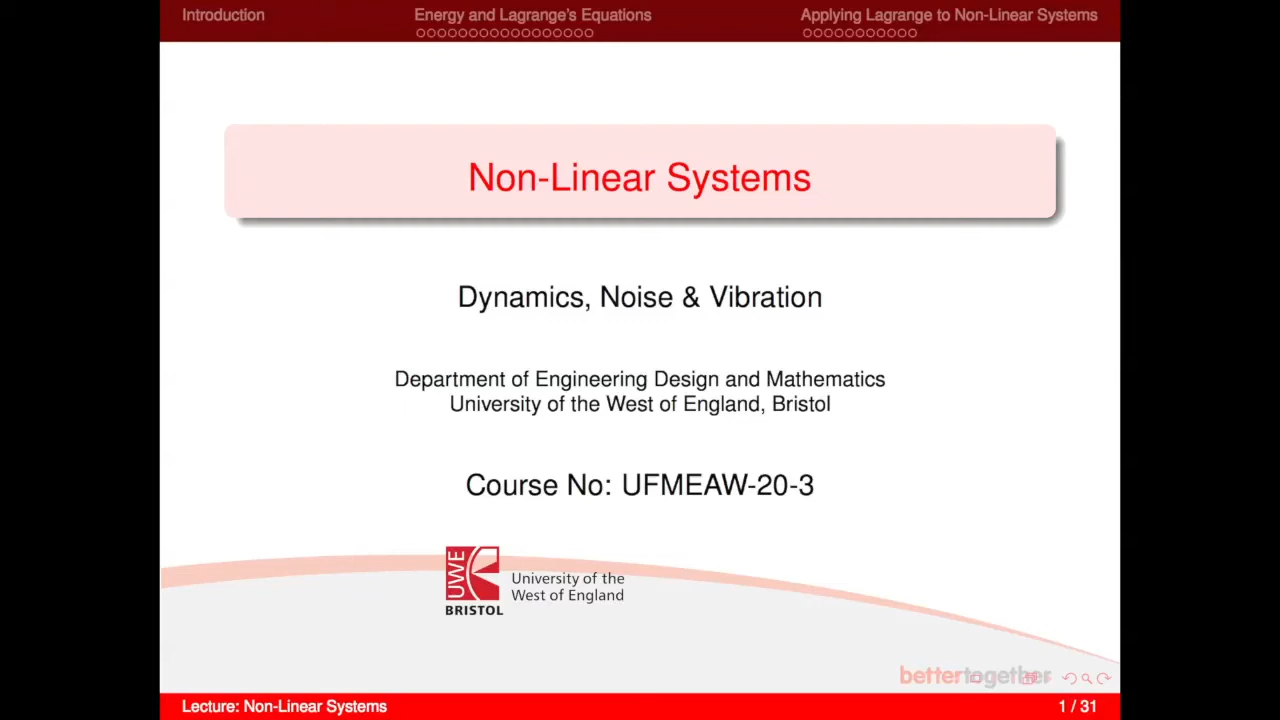 Introduction
Energy and Lagrange's Equations
Applying Lagrange to Non-Linear Systems
Non-Linear Systems
Dynamics, Noise & Vibration
Department of Engineering Design and Mathematics
University of the West of England, Bristol
Course No: UFMEAW-20-3
UWE
BRISTOL
University of the
West of England
bettertogether
Lecture: Non-Linear Systems
1 / 31